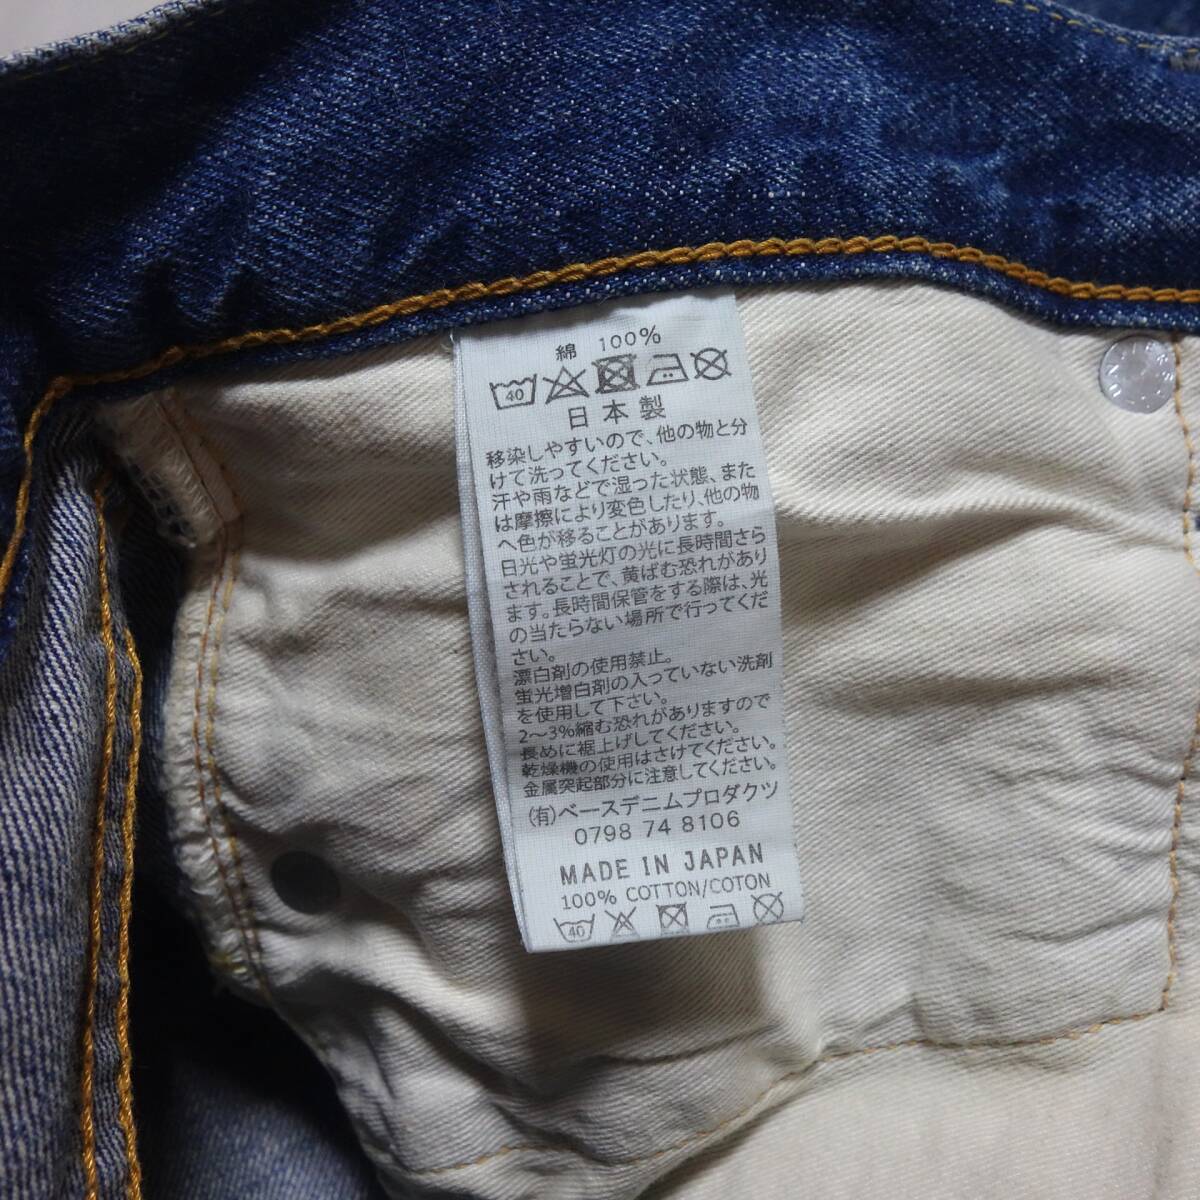 綿 100%
40
日本製
移染しやすいので、他の物と分
けて洗ってください。
汗や雨などで湿った状態、また
は摩擦により変色したり、他の物
へ色が移ることがあります。
日光や蛍光灯の光に長時間さら
されることで、黄ばむ恐れがあり
ます。長時間保管をする際は、光
の当たらない場所で行ってくだ
さい。
漂白剤の使用禁止。
蛍光増白剤の入っていない洗剤
を使用して下さい。
2〜3%縮む恐れがありますので
長めに裾上げしてください。
乾燥機の使用はさけてください。
金属突起部分に注意してください。
(有)ベースデニムプロダクツ
0798 74 8106
MADE IN JAPAN
100% COTTON/COTON
40